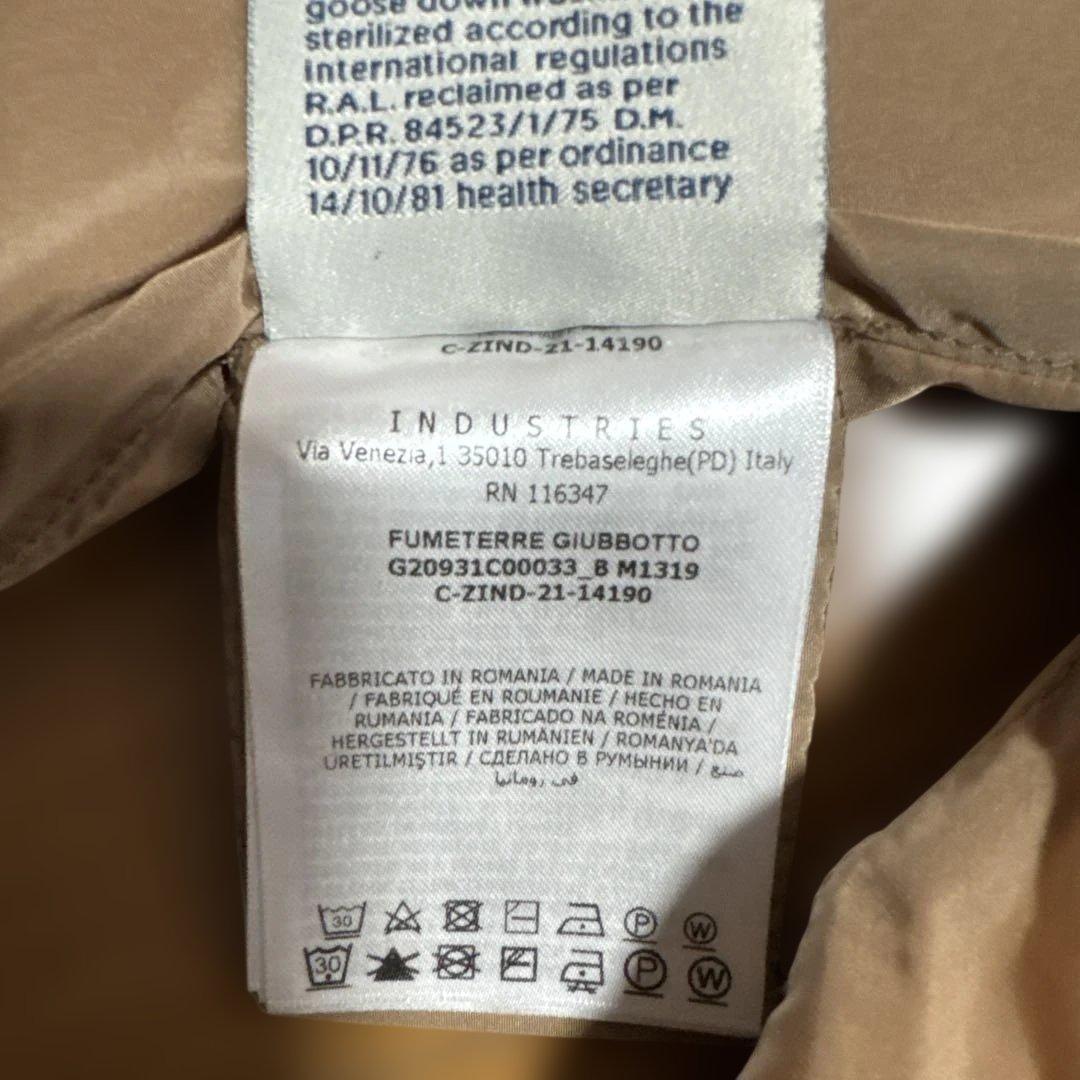 goose down
sterilized according to the
international regulations
R.A.L. reclaimed as per
D.P.R. 84523/1/75 D.M.
10/11/76 as per ordinance
14/10/81 health secretary
C-ZIND-21-14190
INDUSTRIES
Via Venezia,1 35010 Trebaseleghe(PD) Italy
RN 116347
FUMETERRE GIUBBOTTO
G20931C00033_B M1319
C-ZIND-21-14190
FABBRICATO IN ROMANIA / MADE IN ROMANIA
/ FABRIQUÉ EN ROUMANIE / HECHO EN
RUMANIA / FABRICADO NA ROMÉNIA /
HERGESTELLT IN RUMÄNIEN / ROMANYA'DA
ÜRETILMIŞTIR / СДЕЛАНО В РУМЫНИИ / صنع
في رومانيا
30 P W
30 P W